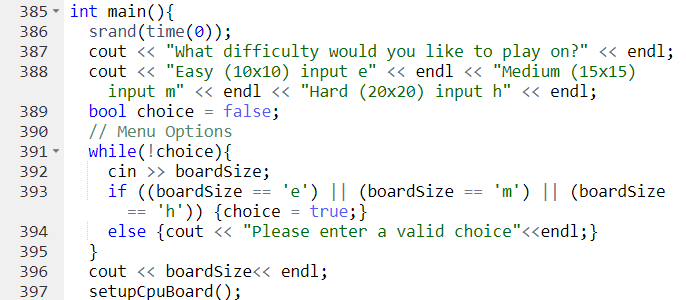 385 int main(){
386 srand(time(0));
387 cout << "What difficulty would you like to play on?" << endl;
388 cout << "Easy (10x10) input e" << endl << "Medium (15x15)
input m" << endl << "Hard (20x20) input h" << endl;
389 bool choice = false;
390 // Menu Options
391 while(!choice){
392 cin >> boardSize;
393 if ((boardSize == 'e') || (boardSize == 'm') || (boardSize
== 'h')) {choice = true;}
394 else {cout << "Please enter a valid choice"<<endl;}
395 }
396 cout << boardSize<< endl;
397 setupCpuBoard();